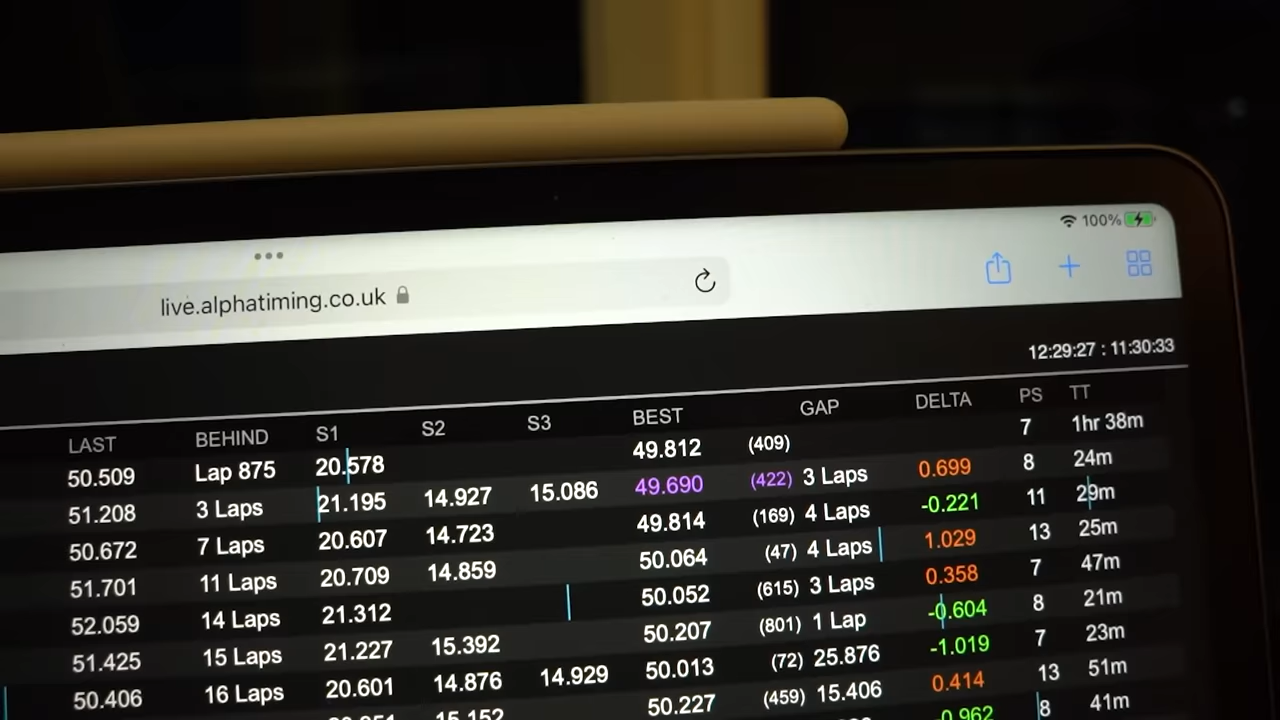 100%
live.alphatiming.co.uk
12:29:27 : 11:30:33
LAST BEHIND S1 S2 S3 BEST GAP DELTA PS TT
50.509 Lap 875 20.578 49.812 (409) 7 1hr 38m
51.208 3 Laps 21.195 14.927 15.086 49.690 (422) 3 Laps 0.699 8 24m
50.672 7 Laps 20.607 14.723 49.814 (169) 4 Laps -0.221 11 29m
51.701 11 Laps 20.709 14.859 50.064 (47) 4 Laps 1.029 13 25m
52.059 14 Laps 21.312 50.052 (615) 3 Laps 0.358 7 47m
51.425 15 Laps 21.227 15.392 50.207 (801) 1 Lap -0.604 8 21m
50.406 16 Laps 20.601 14.876 14.929 50.013 (72) 25.876 -1.019 7 23m
15.152 50.227 (459) 15.406 0.414 13 51m
-0.962 8 41m